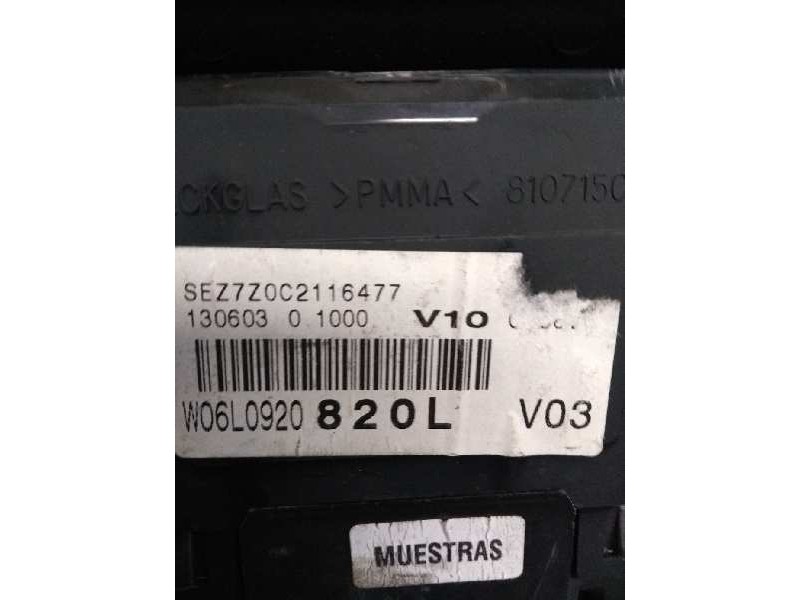 CKGLAS >PMMA< 8107150
SEZ7Z0C2116477
130603 0 1000 V10
W06L0920 820L V03
MUESTRAS